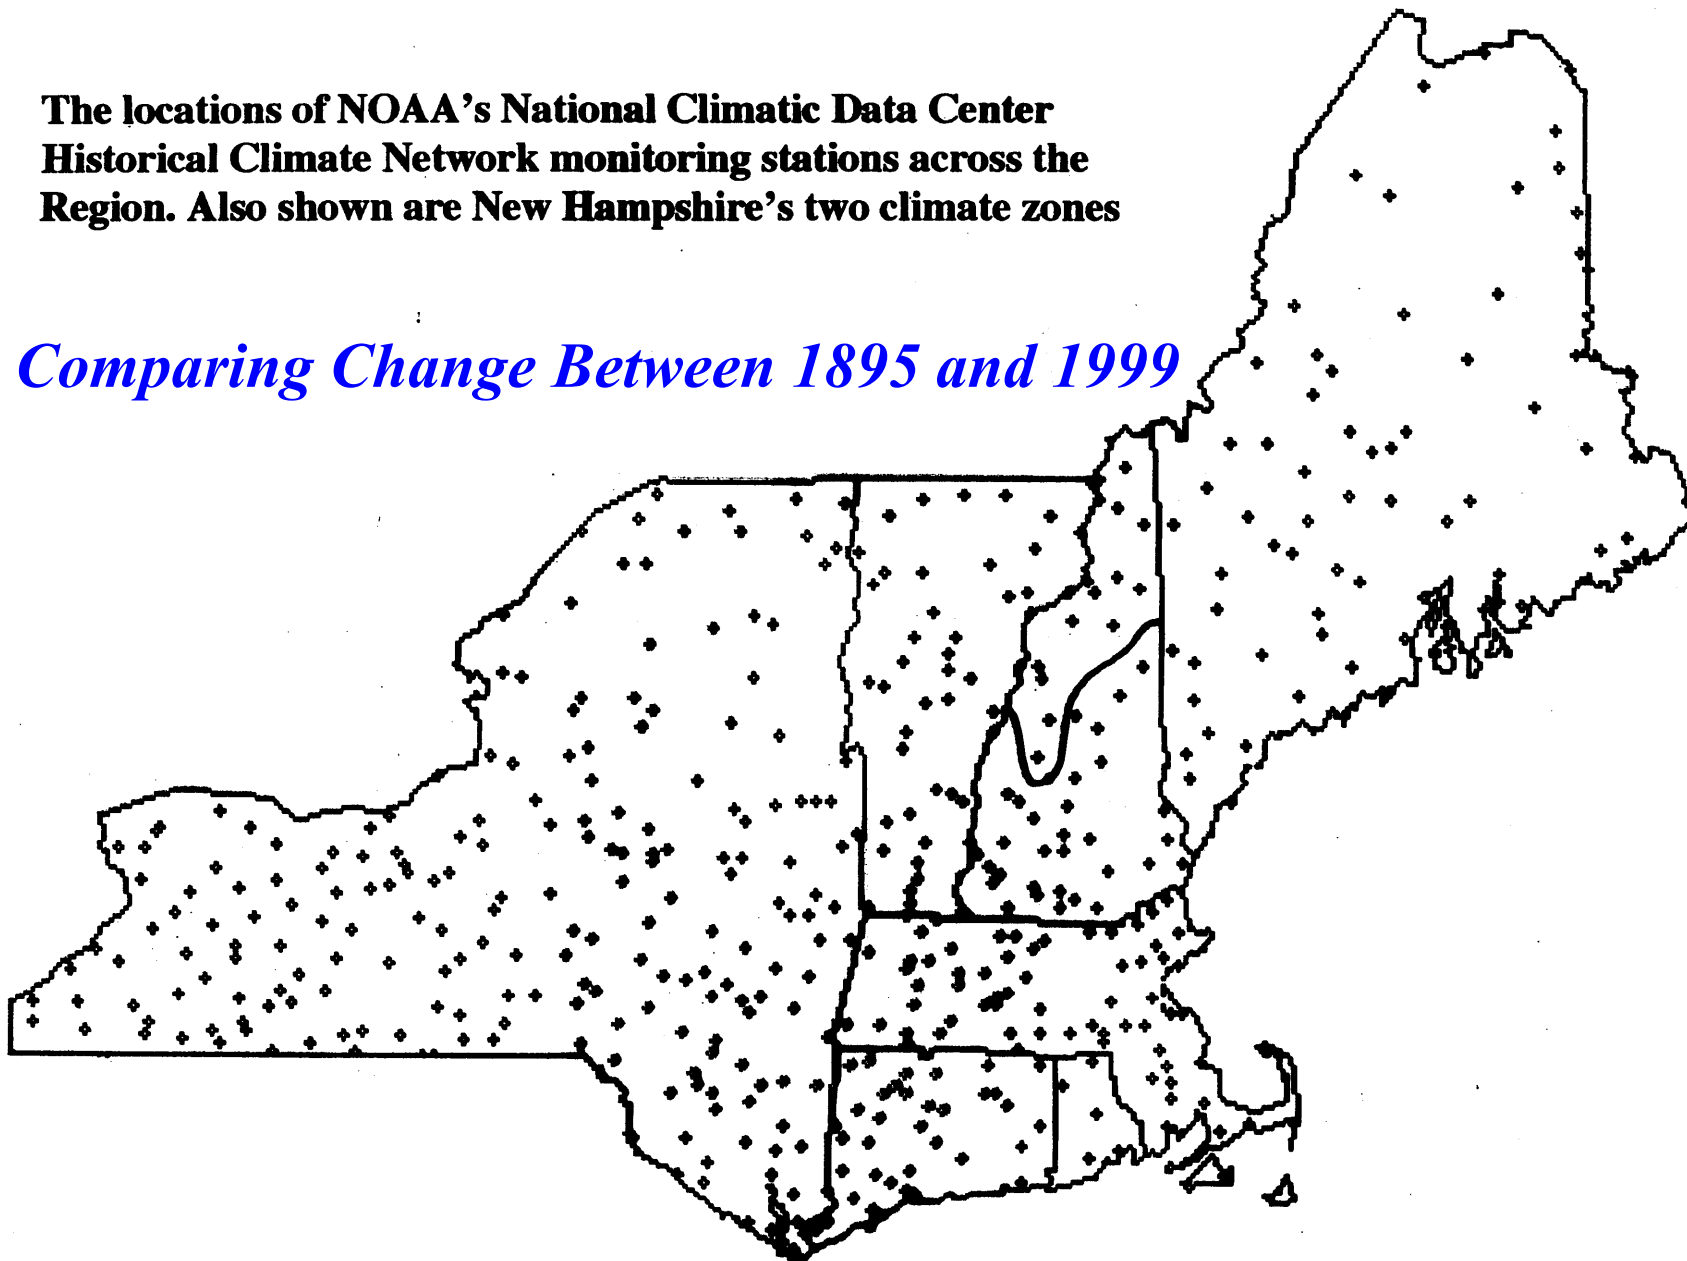 The locations of NOAA's National Climatic Data Center
Historical Climate Network monitoring stations across the
Region. Also shown are New Hampshire's two climate zones
Comparing Change Between 1895 and 1999